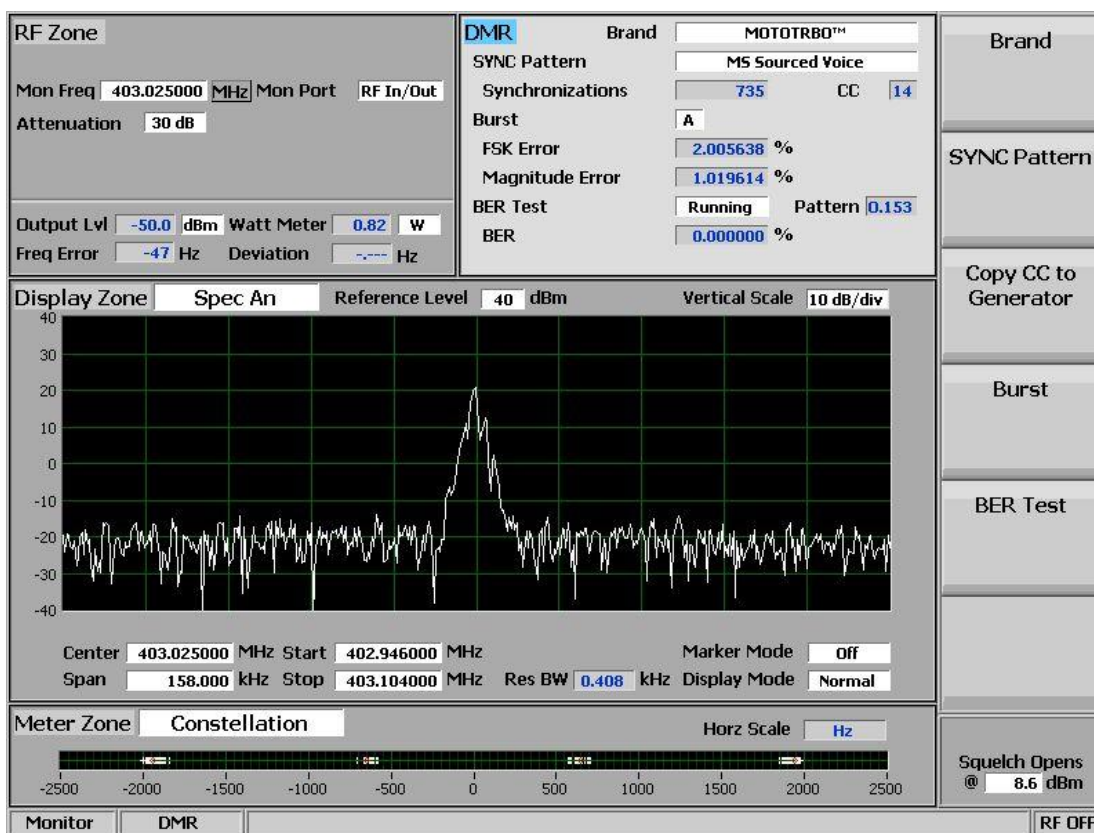 RF Zone
Mon Freq 403.025000 MHz Mon Port RF In/Out
Attenuation 30 dB
Output Lvl -50.0 dBm Watt Meter 0.82 W
Freq Error -47 Hz Deviation -.--- Hz
DMR Brand MOTOTRBO™
SYNC Pattern MS Sourced Voice
Synchronizations 735 CC 14
Burst A
FSK Error 2.005638 %
Magnitude Error 1.019614 %
BER Test Running Pattern 0.153
BER 0.000000 %
Display Zone Spec An Reference Level 40 dBm Vertical Scale 10 dB/div
40
30
20
10
0
-10
-20
-30
-40
Center 403.025000 MHz Start 402.946000 MHz Marker Mode Off
Span 158.000 kHz Stop 403.104000 MHz Res BW 0.408 kHz Display Mode Normal
Meter Zone Constellation Horz Scale Hz
-2500 -2000 -1500 -1000 -500 0 500 1000 1500 2000 2500
Brand
SYNC Pattern
Copy CC to
Generator
Burst
BER Test
Squelch Opens
@ 8.6 dBm
Monitor DMR RF OFF